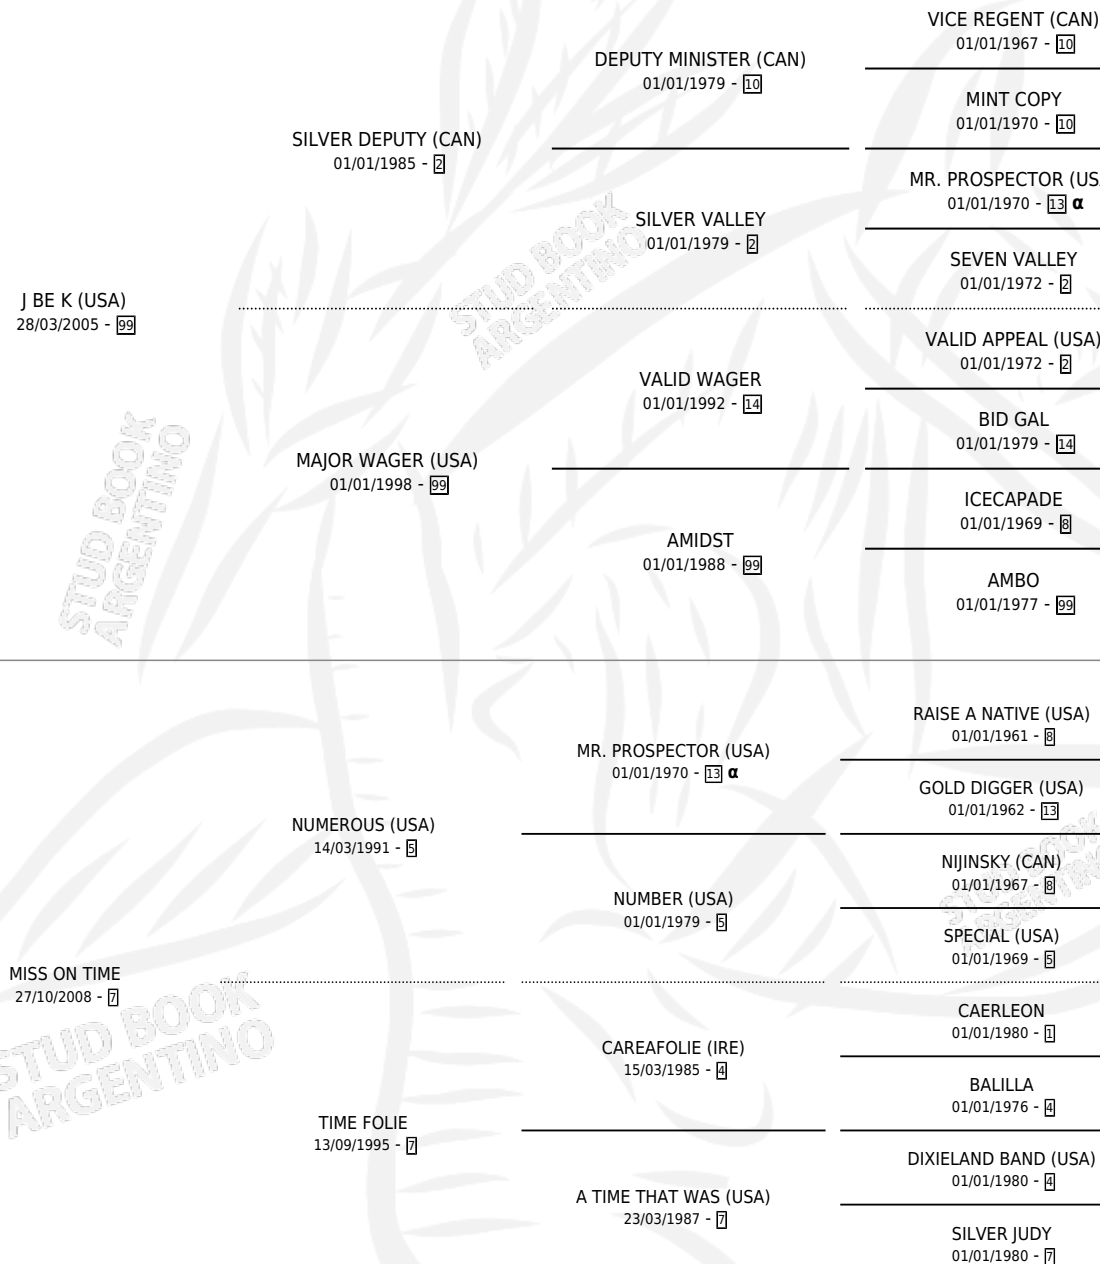 J BE K (USA)
28/03/2005 - 99
SILVER DEPUTY (CAN)
01/01/1985 - 2
MAJOR WAGER (USA)
01/01/1998 - 99
DEPUTY MINISTER (CAN)
01/01/1979 - 10
SILVER VALLEY
01/01/1979 - 2
VALID WAGER
01/01/1992 - 14
AMIDST
01/01/1988 - 99
VICE REGENT (CAN)
01/01/1967 - 10
MINT COPY
01/01/1970 - 10
MR. PROSPECTOR (US
01/01/1970 - 13 α
SEVEN VALLEY
01/01/1972 - 2
VALID APPEAL (USA)
01/01/1972 - 2
BID GAL
01/01/1979 - 14
ICECAPADE
01/01/1969 - 8
AMBO
01/01/1977 - 99
MISS ON TIME
27/10/2008 - 7
NUMEROUS (USA)
14/03/1991 - 5
TIME FOLIE
13/09/1995 - 7
MR. PROSPECTOR (USA)
01/01/1970 - 13 α
NUMBER (USA)
01/01/1979 - 5
CAREAFOLIE (IRE)
15/03/1985 - 4
A TIME THAT WAS (USA)
23/03/1987 - 7
RAISE A NATIVE (USA)
01/01/1961 - 8
GOLD DIGGER (USA)
01/01/1962 - 13
NIJINSKY (CAN)
01/01/1967 - 8
SPECIAL (USA)
01/01/1969 - 5
CAERLEON
01/01/1980 - 1
BALILLA
01/01/1976 - 4
DIXIELAND BAND (USA)
01/01/1980 - 4
SILVER JUDY
01/01/1980 - 7
STUD BOOK
ARGENTINO
STUD BOOK
ARGENTINO
STUD BOOK
ARGENTINO
STUD BOOK